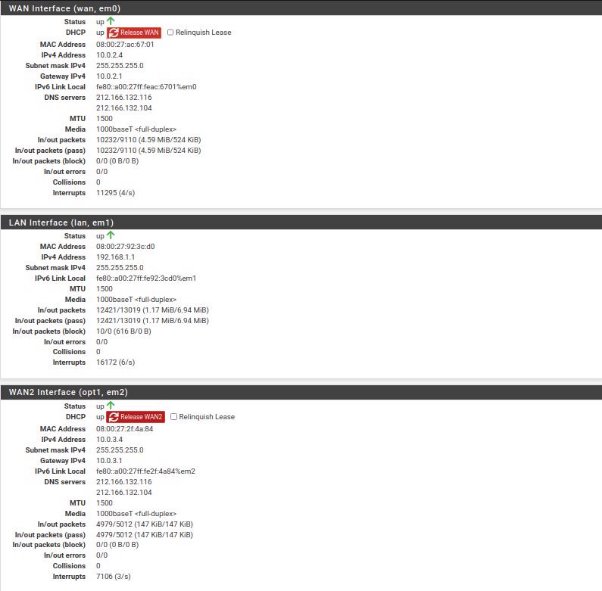 WAN Interface (wan, em0)
Status up
DHCP up Release WAN Relinquish Lease
MAC Address 08:00:27:ac:67:01
IPv4 Address 10.0.2.4
Subnet mask IPv4 255.255.255.0
Gateway IPv4 10.0.2.1
IPv6 Link Local fe80::a00:27ff:feac:6701%em0
DNS servers 212.166.132.116
212.166.132.104
MTU 1500
Media 1000baseT <full-duplex>
In/out packets 10232/9110 (4.59 MiB/524 KiB)
In/out packets (pass) 10232/9110 (4.59 MiB/524 KiB)
In/out packets (block) 0/0 (0 B/0 B)
In/out errors 0/0
Collisions 0
Interrupts 11295 (4/s)
LAN Interface (lan, em1)
Status up
MAC Address 08:00:27:92:3c:d0
IPv4 Address 192.168.1.1
Subnet mask IPv4 255.255.255.0
IPv6 Link Local fe80::a00:27ff:fe92:3cd0%em1
MTU 1500
Media 1000baseT <full-duplex>
In/out packets 12421/13019 (1.17 MiB/6.94 MiB)
In/out packets (pass) 12421/13019 (1.17 MiB/6.94 MiB)
In/out packets (block) 10/0 (616 B/0 B)
In/out errors 0/0
Collisions 0
Interrupts 16172 (6/s)
WAN2 Interface (opt1, em2)
Status up
DHCP up Release WAN2 Relinquish Lease
MAC Address 08:00:27:2f:4a:84
IPv4 Address 10.0.3.4
Subnet mask IPv4 255.255.255.0
Gateway IPv4 10.0.3.1
IPv6 Link Local fe80::a00:27ff:fe2f:4a84%em2
DNS servers 212.166.132.116
212.166.132.104
MTU 1500
Media 1000baseT <full-duplex>
In/out packets 4979/5012 (147 KiB/147 KiB)
In/out packets (pass) 4979/5012 (147 KiB/147 KiB)
In/out packets (block) 0/0 (0 B/0 B)
In/out errors 0/0
Collisions 0
Interrupts 7106 (3/s)